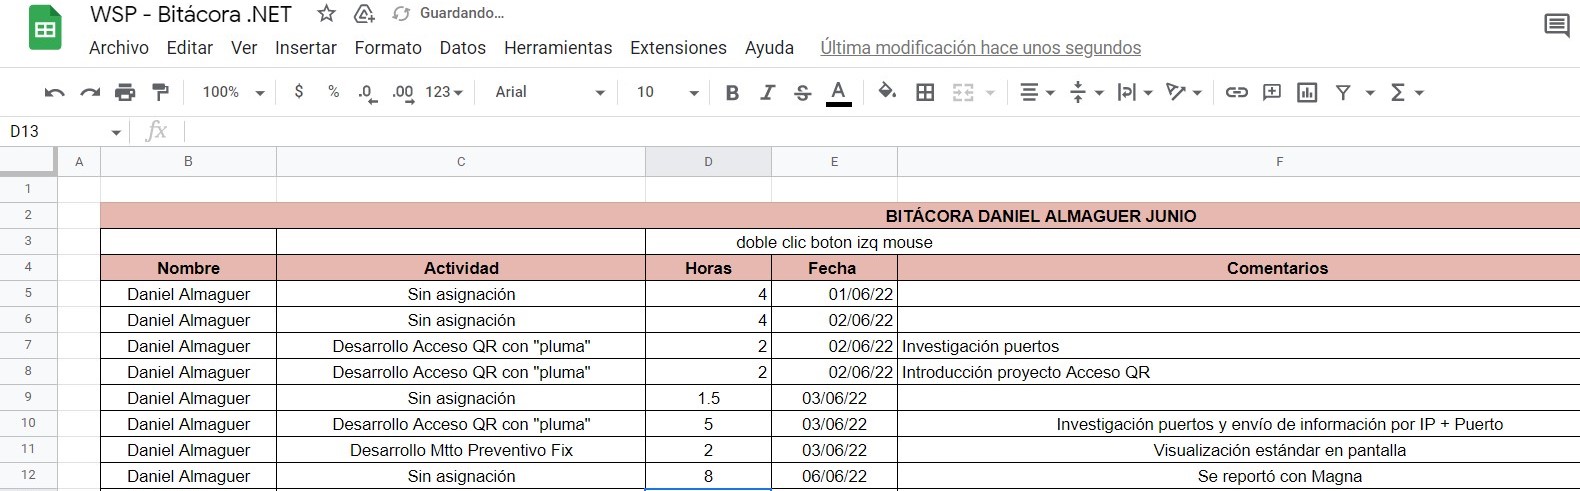 WSP - Bitácora .NET Guardando...
Archivo Editar Ver Insertar Formato Datos Herramientas Extensiones Ayuda Última modificación hace unos segundos
100% $ % .0 .00 123 Arial 10 B I S A
D13 fx
A B C D E F
1
2 BITÁCORA DANIEL ALMAGUER JUNIO
3 doble clic boton izq mouse
4 Nombre Actividad Horas Fecha Comentarios
5 Daniel Almaguer Sin asignación 4 01/06/22
6 Daniel Almaguer Sin asignación 4 02/06/22
7 Daniel Almaguer Desarrollo Acceso QR con "pluma" 2 02/06/22 Investigación puertos
8 Daniel Almaguer Desarrollo Acceso QR con "pluma" 2 02/06/22 Introducción proyecto Acceso QR
9 Daniel Almaguer Sin asignación 1.5 03/06/22
10 Daniel Almaguer Desarrollo Acceso QR con "pluma" 5 03/06/22 Investigación puertos y envío de información por IP + Puerto
11 Daniel Almaguer Desarrollo Mtto Preventivo Fix 2 03/06/22 Visualización estándar en pantalla
12 Daniel Almaguer Sin asignación 8 06/06/22 Se reportó con Magna